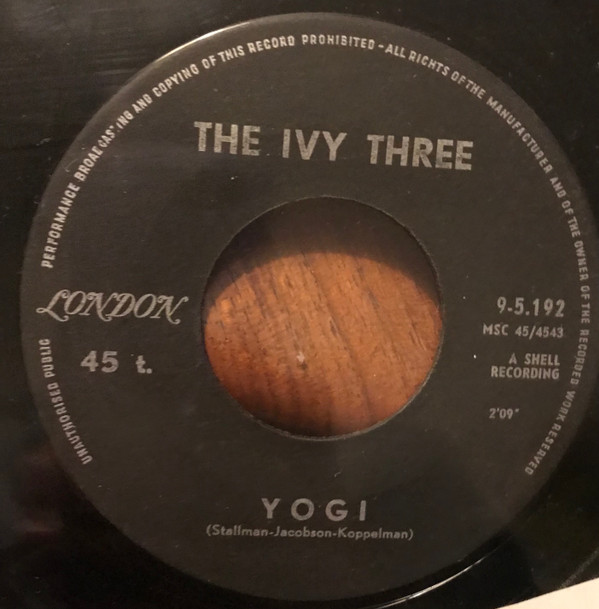 UNAUTHORISED PUBLIC PERFORMANCE BROADCASTING AND COPYING OF THIS RECORD PROHIBITED - ALL RIGHTS OF THE MANUFACTURER AND OF THE OWNER OF THE RECORDED WORK RESERVED
THE IVY THREE
LONDON
45 t.
9-5.192
MSC 45/4543
A SHELL
RECORDING
2'09"
YOGI
(Stallman-Jacobson-Koppelman)